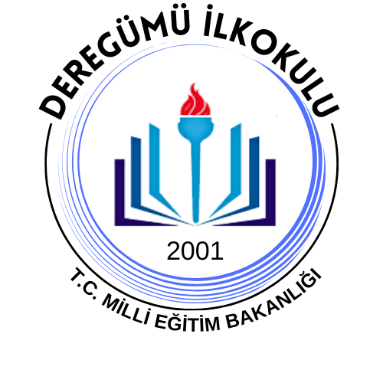 DEREGÜMÜ İLKOKULU
2001
T.C. MİLLİ EĞİTİM BAKANLIĞI